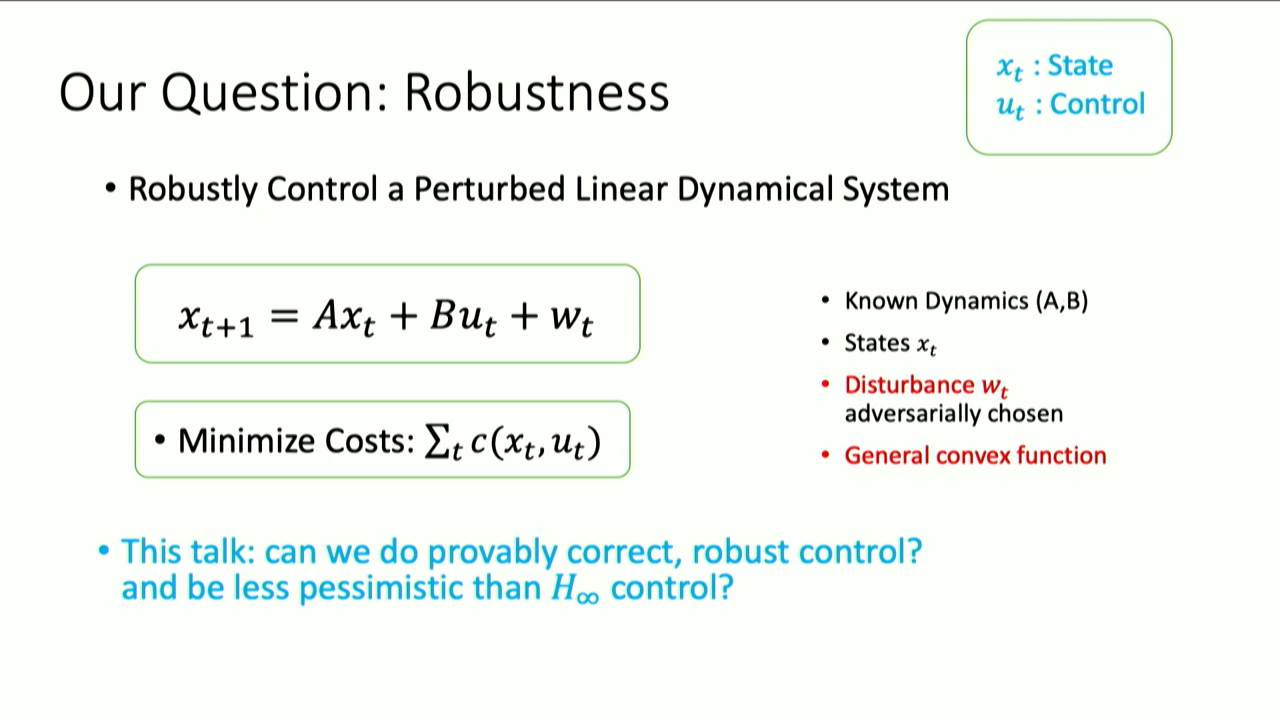 Our Question: Robustness
x_t : State
u_t : Control
• Robustly Control a Perturbed Linear Dynamical System
x_{t+1} = Ax_t + Bu_t + w_t
• Minimize Costs: ∑_t c(x_t, u_t)
• Known Dynamics (A,B)
• States x_t
• Disturbance w_t
adversarially chosen
• General convex function
• This talk: can we do provably correct, robust control?
and be less pessimistic than H_∞ control?